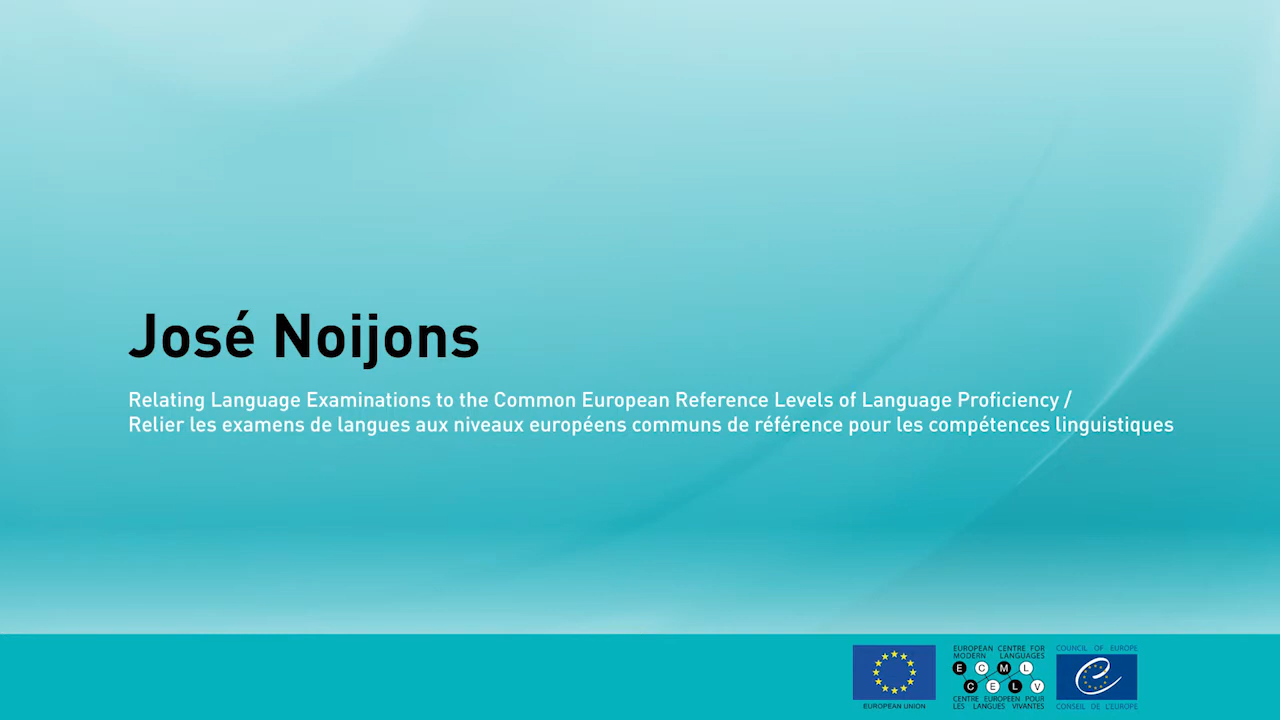 José Noijons
Relating Language Examinations to the Common European Reference Levels of Language Proficiency /
Relier les examens de langues aux niveaux européens communs de référence pour les compétences linguistiques
EUROPEAN UNION
EUROPEAN CENTRE FOR
MODERN LANGUAGES
E C M L
C E L V
CENTRE EUROPEEN POUR
LES LANGUES VIVANTES
COUNCIL OF EUROPE
CONSEIL DE L'EUROPE